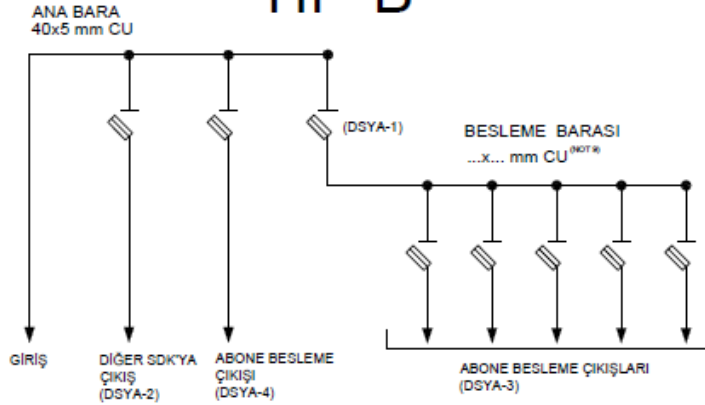 ANA BARA
40x5 mm CU
(DSYA-1)
BESLEME BARASI
...x... mm CU
GİRİŞ
DİĞER SDK'YA
ÇIKIŞ
(DSYA-2)
ABONE BESLEME
ÇIKIŞI
(DSYA-4)
ABONE BESLEME ÇIKIŞLARI
(DSYA-3)